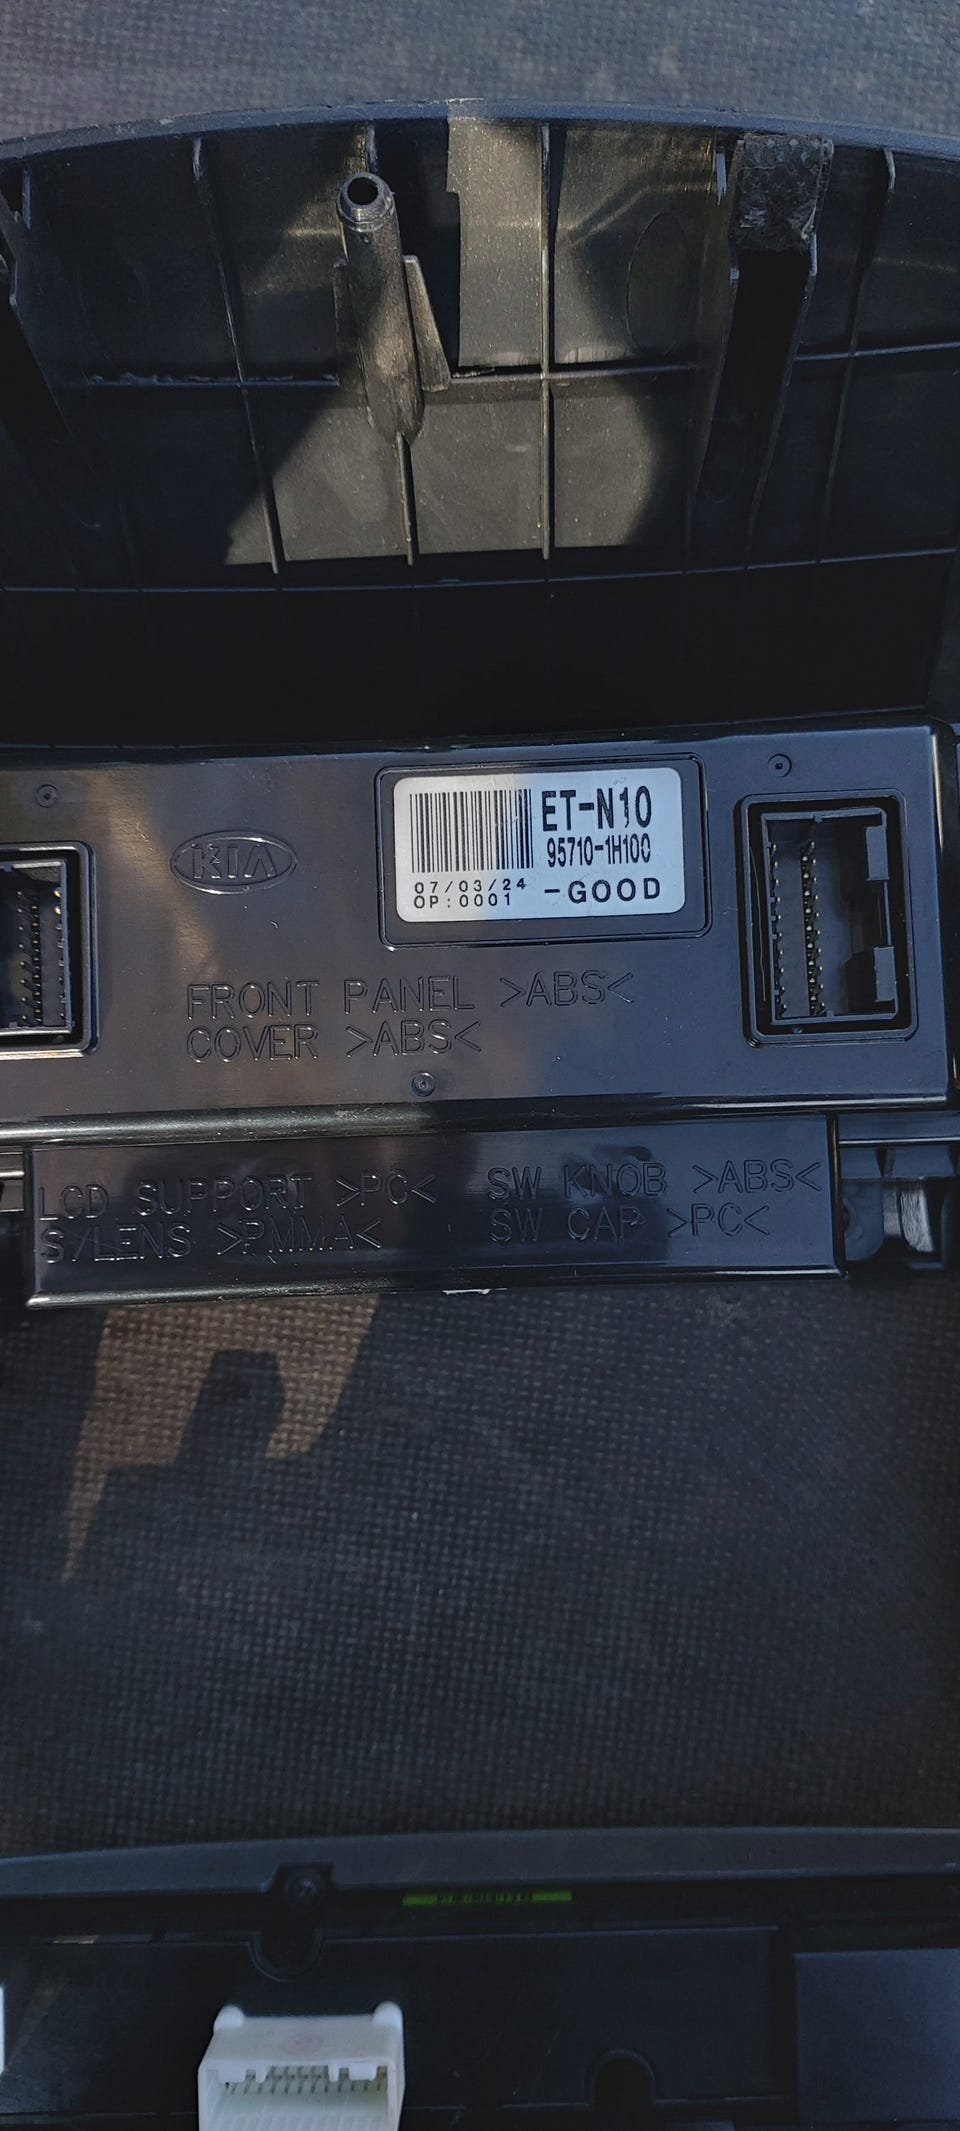 ET-N10
95710-1H100
07/03/24
OP:0001
-GOOD
KIA
FRONT PANEL >ABS<
COVER >ABS<
LCD SUPPORT >PC<
S/LENS >PMMA<
SW KNOB >ABS<
SW CAP >PC<